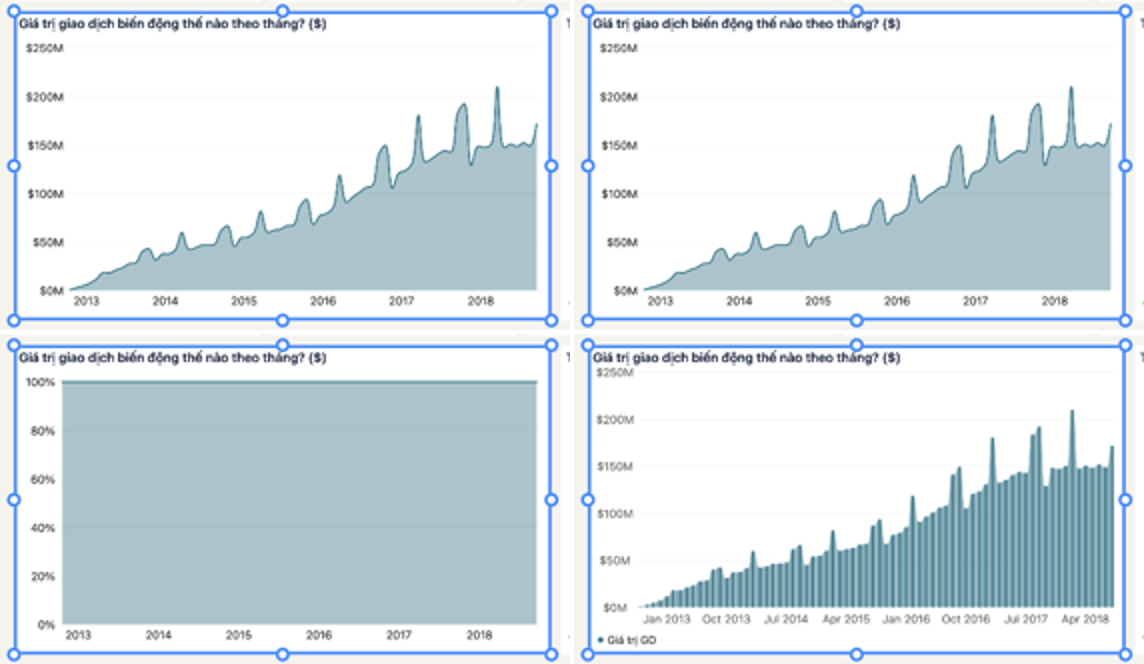 Giá trị giao dịch biến động thế nào theo tháng? ($)
$250M
$200M
$150M
$100M
$50M
$0M
2013 2014 2015 2016 2017 2018
Giá trị giao dịch biến động thế nào theo tháng? ($)
$250M
$200M
$150M
$100M
$50M
$0M
2013 2014 2015 2016 2017 2018
Giá trị giao dịch biến động thế nào theo tháng? ($)
100%
80%
60%
40%
20%
0%
2013 2014 2015 2016 2017 2018
Giá trị giao dịch biến động thế nào theo tháng? ($)
$250M
$200M
$150M
$100M
$50M
$0M
Jan 2013 Oct 2013 Jul 2014 Apr 2015 Jan 2016 Oct 2016 Jul 2017 Apr 2018
Giá trị GD